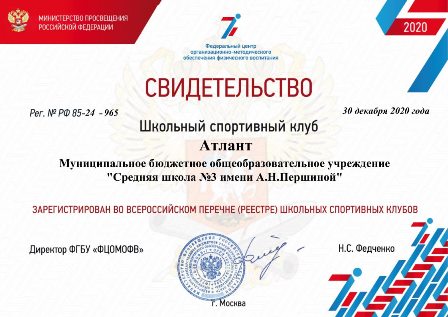 МИНИСТЕРСТВО ПРОСВЕЩЕНИЯ
РОССИЙСКОЙ ФЕДЕРАЦИИ
2020
Федеральный центр
организационно-методического
обеспечения физического воспитания
СВИДЕТЕЛЬСТВО
Рег. № РФ 85-24 - 965
30 декабря 2020 года
Школьный спортивный клуб
Атлант
Муниципальное бюджетное общеобразовательное учреждение
"Средняя школа №3 имени А.Н.Першиной"
ЗАРЕГИСТРИРОВАН ВО ВСЕРОССИЙСКОМ ПЕРЕЧНЕ (РЕЕСТРЕ) ШКОЛЬНЫХ СПОРТИВНЫХ КЛУБОВ
Директор ФГБУ «ФЦОМОФВ»
Н.С. Федченко
г. Москва